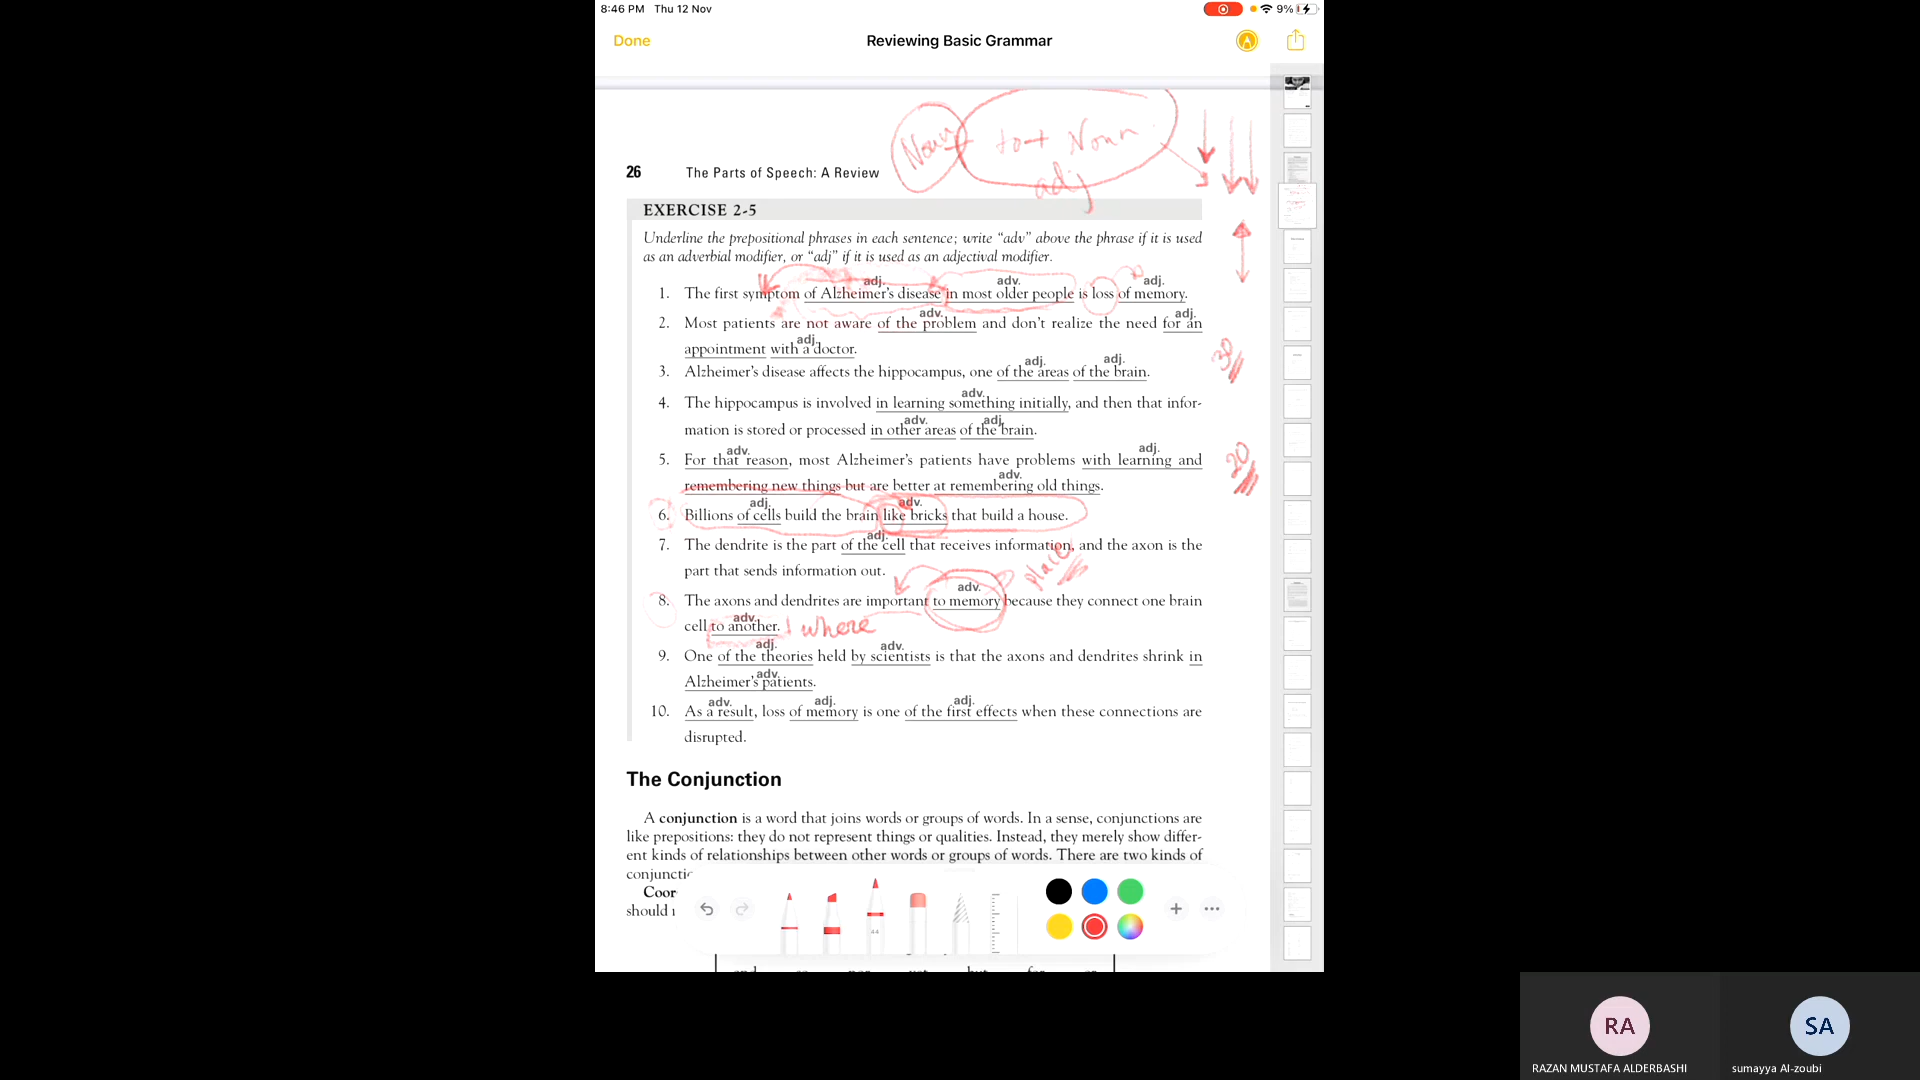 8:46 PM Thu 12 Nov
9%
Done
Reviewing Basic Grammar
Noun to + Noun
adj
26 The Parts of Speech: A Review
EXERCISE 2-5
Underline the prepositional phrases in each sentence; write “adv” above the phrase if it is used
as an adverbial modifier, or “adj” if it is used as an adjectival modifier.
adj. adv. adj.
1. The first symptom of Alzheimer’s disease in most older people is loss of memory.
adv. adj.
2. Most patients are not aware of the problem and don’t realize the need for an
adj.
appointment with a doctor.
30
adj. adj.
3. Alzheimer’s disease affects the hippocampus, one of the areas of the brain.
adv.
4. The hippocampus is involved in learning something initially, and then that infor-
adv. adj.
mation is stored or processed in other areas of the brain.
20
adv. adj.
5. For that reason, most Alzheimer’s patients have problems with learning and
adv.
remembering new things but are better at remembering old things.
adj. adv.
6. Billions of cells build the brain like bricks that build a house.
adj.
7. The dendrite is the part of the cell that receives information, and the axon is the
part that sends information out.
place
adv.
8. The axons and dendrites are important to memory because they connect one brain
adv.
cell to another. where
adj. adv.
9. One of the theories held by scientists is that the axons and dendrites shrink in
adv.
Alzheimer’s patients.
adv. adj. adj.
10. As a result, loss of memory is one of the first effects when these connections are
disrupted.
The Conjunction
A conjunction is a word that joins words or groups of words. In a sense, conjunctions are
like prepositions: they do not represent things or qualities. Instead, they merely show differ-
ent kinds of relationships between other words or groups of words. There are two kinds of
conjunctic
Coor
should
44
RA
SA
RAZAN MUSTAFA ALDERBASHI
sumayya Al-zoubi